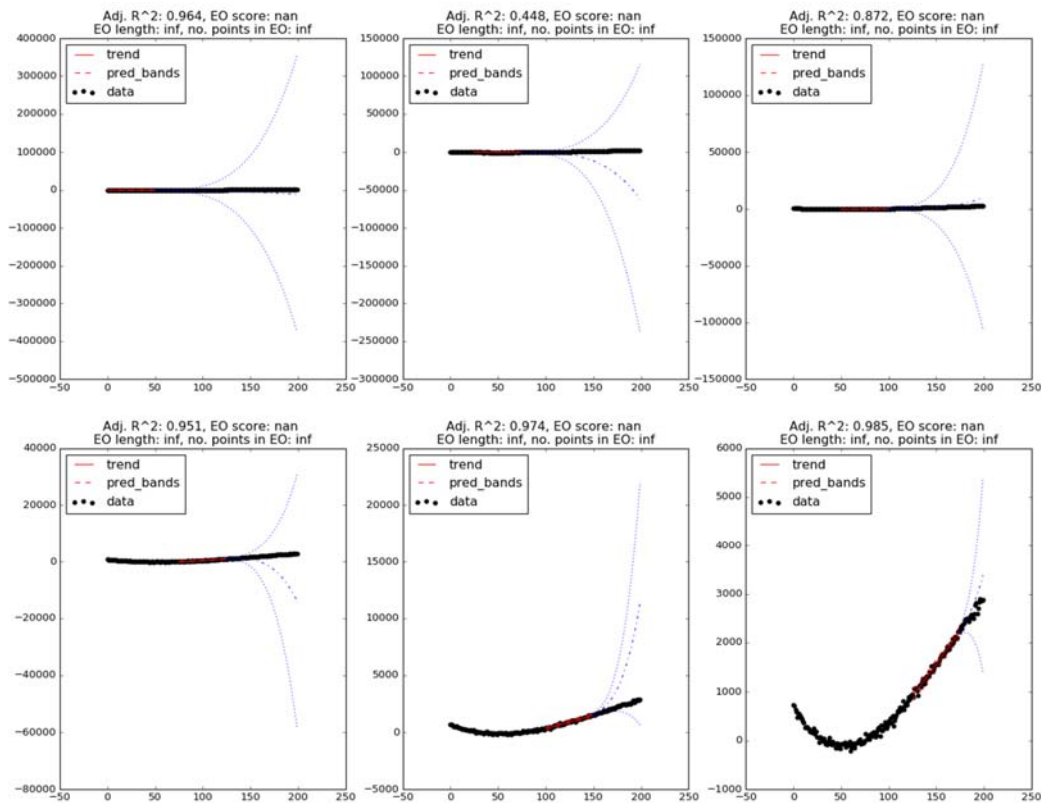 Adj. R^2: 0.964, EO score: nan
EO length: inf, no. points in EO: inf
400000
300000
200000
100000
0
−100000
−200000
−300000
−400000
−500000
−50 0 50 100 150 200 250
trend
pred_bands
data
Adj. R^2: 0.448, EO score: nan
EO length: inf, no. points in EO: inf
150000
100000
50000
0
−50000
−100000
−150000
−200000
−250000
−300000
−50 0 50 100 150 200 250
trend
pred_bands
data
Adj. R^2: 0.872, EO score: nan
EO length: inf, no. points in EO: inf
150000
100000
50000
0
−50000
−100000
−150000
−50 0 50 100 150 200 250
trend
pred_bands
data
Adj. R^2: 0.951, EO score: nan
EO length: inf, no. points in EO: inf
40000
20000
0
−20000
−40000
−60000
−80000
−50 0 50 100 150 200 250
trend
pred_bands
data
Adj. R^2: 0.974, EO score: nan
EO length: inf, no. points in EO: inf
25000
20000
15000
10000
5000
0
−5000
−50 0 50 100 150 200 250
trend
pred_bands
data
Adj. R^2: 0.985, EO score: nan
EO length: inf, no. points in EO: inf
6000
5000
4000
3000
2000
1000
0
−1000
−50 0 50 100 150 200 250
trend
pred_bands
data